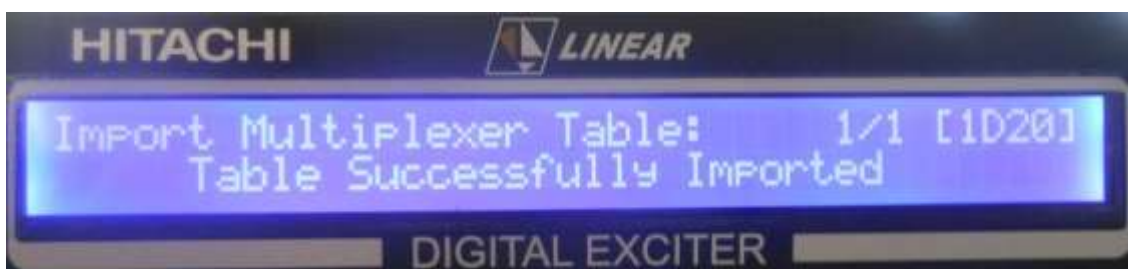 HITACHI LINEAR
Import Multiplexer Table: 1/1 [1D20]
Table Successfully Imported
DIGITAL EXCITER